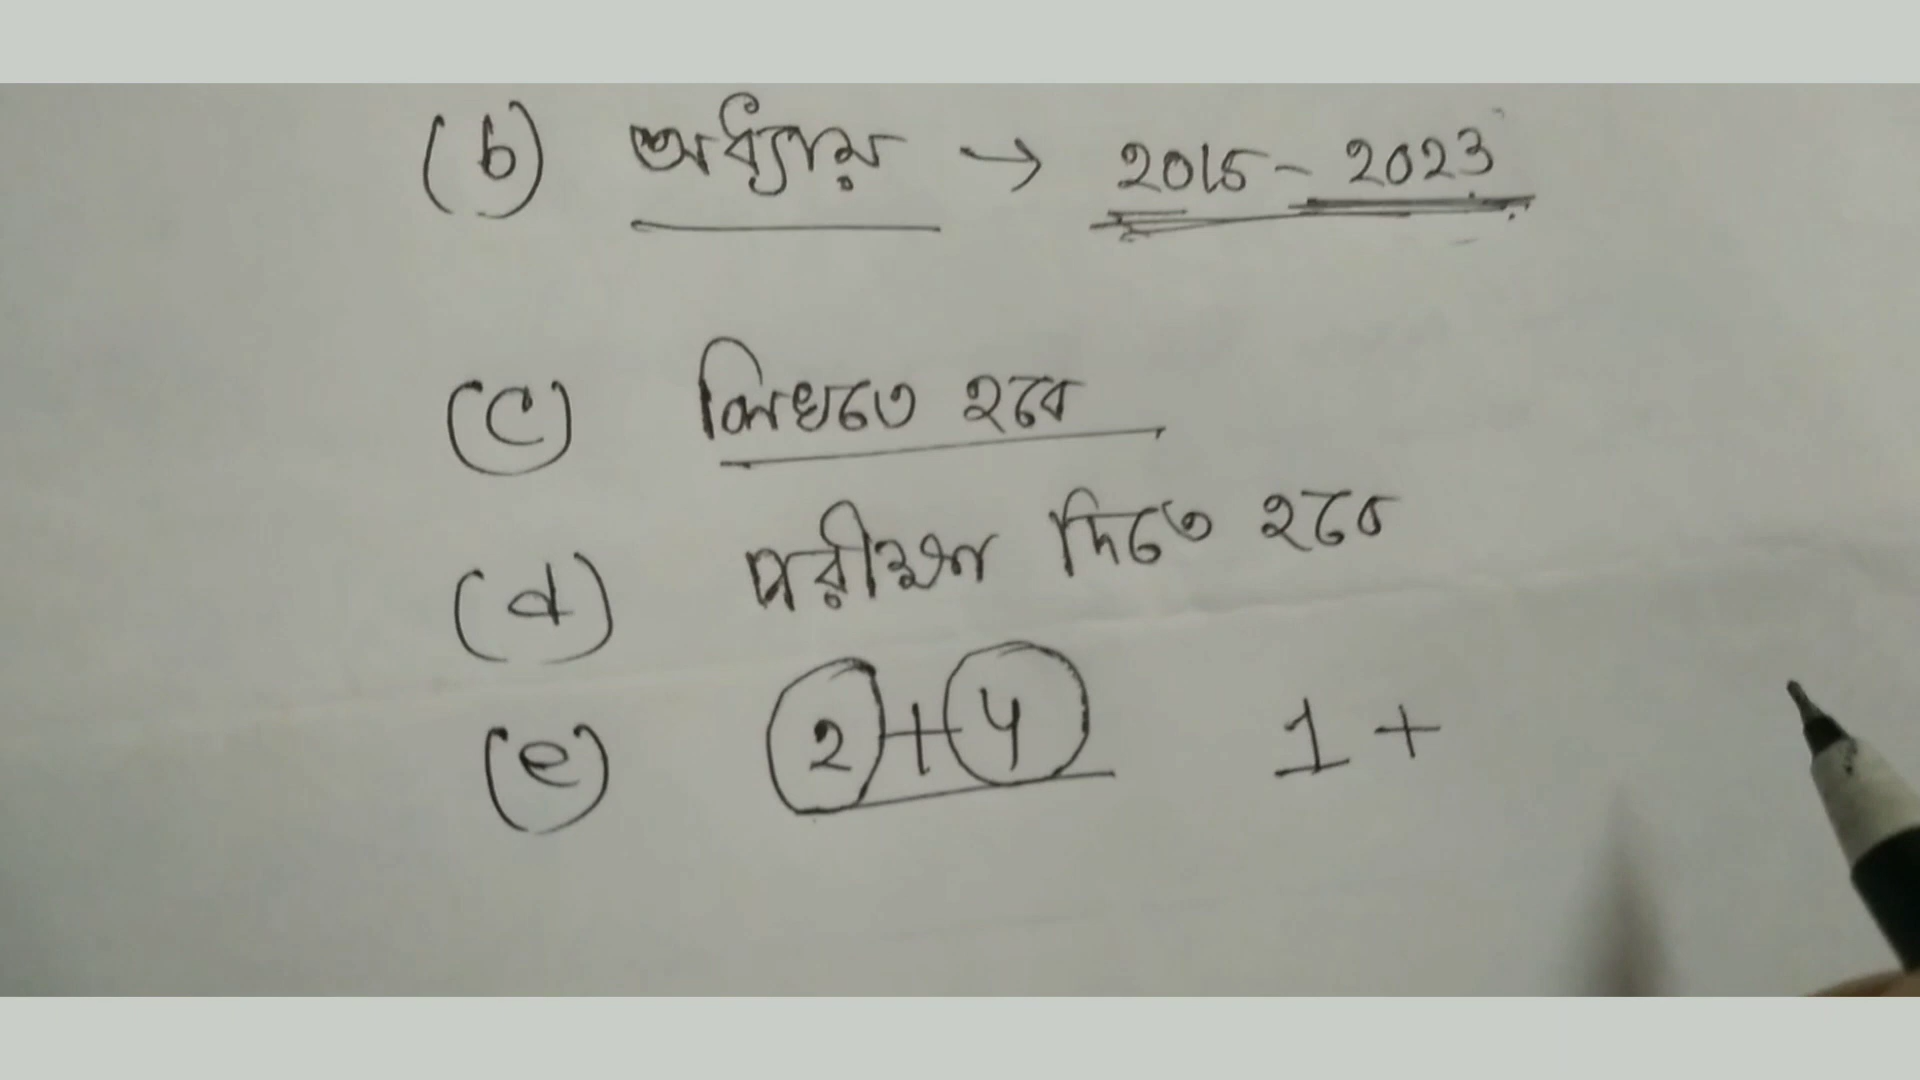 (b) অধ্যায় → 2015 - 2023
(c) লিখতে হবে
(d) পরীক্ষা দিতে হবে
(e) 2 + 4 1 +